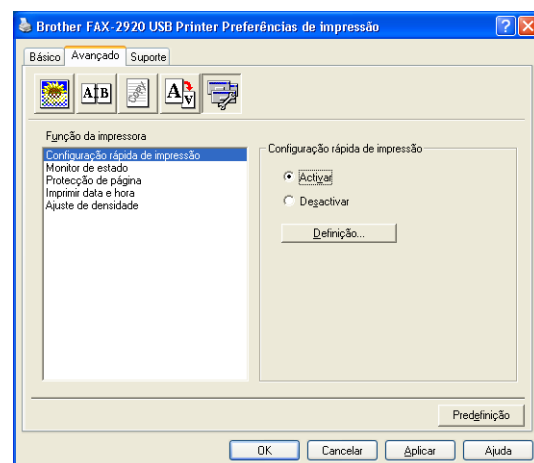 Brother FAX-2920 USB Printer Preferências de impressão
Básico Avançado Suporte
A B
A A
Função da impressora
Configuração rápida de impressão
Monitor de estado
Protecção de página
Imprimir data e hora
Ajuste de densidade
Configuração rápida de impressão
Activar
Desactivar
Definição...
Predefinição
OK Cancelar Aplicar Ajuda